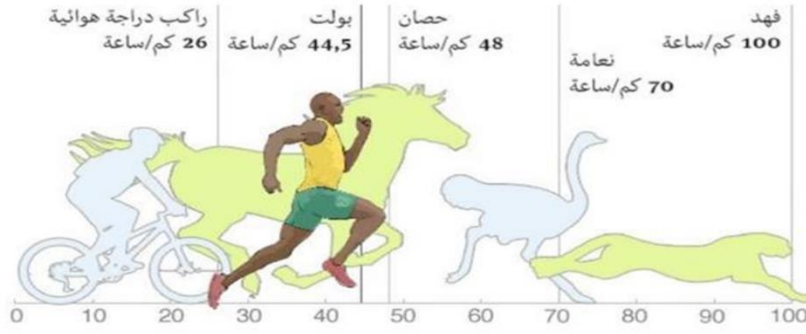 فهد
100 كم/ساعة
نعامة
70 كم/ساعة
حصان
48 كم/ساعة
بولت
44,5 كم/ساعة
راكب دراجة هوائية
26 كم/ساعة
0 10 20 30 40 50 60 70 80 90 100